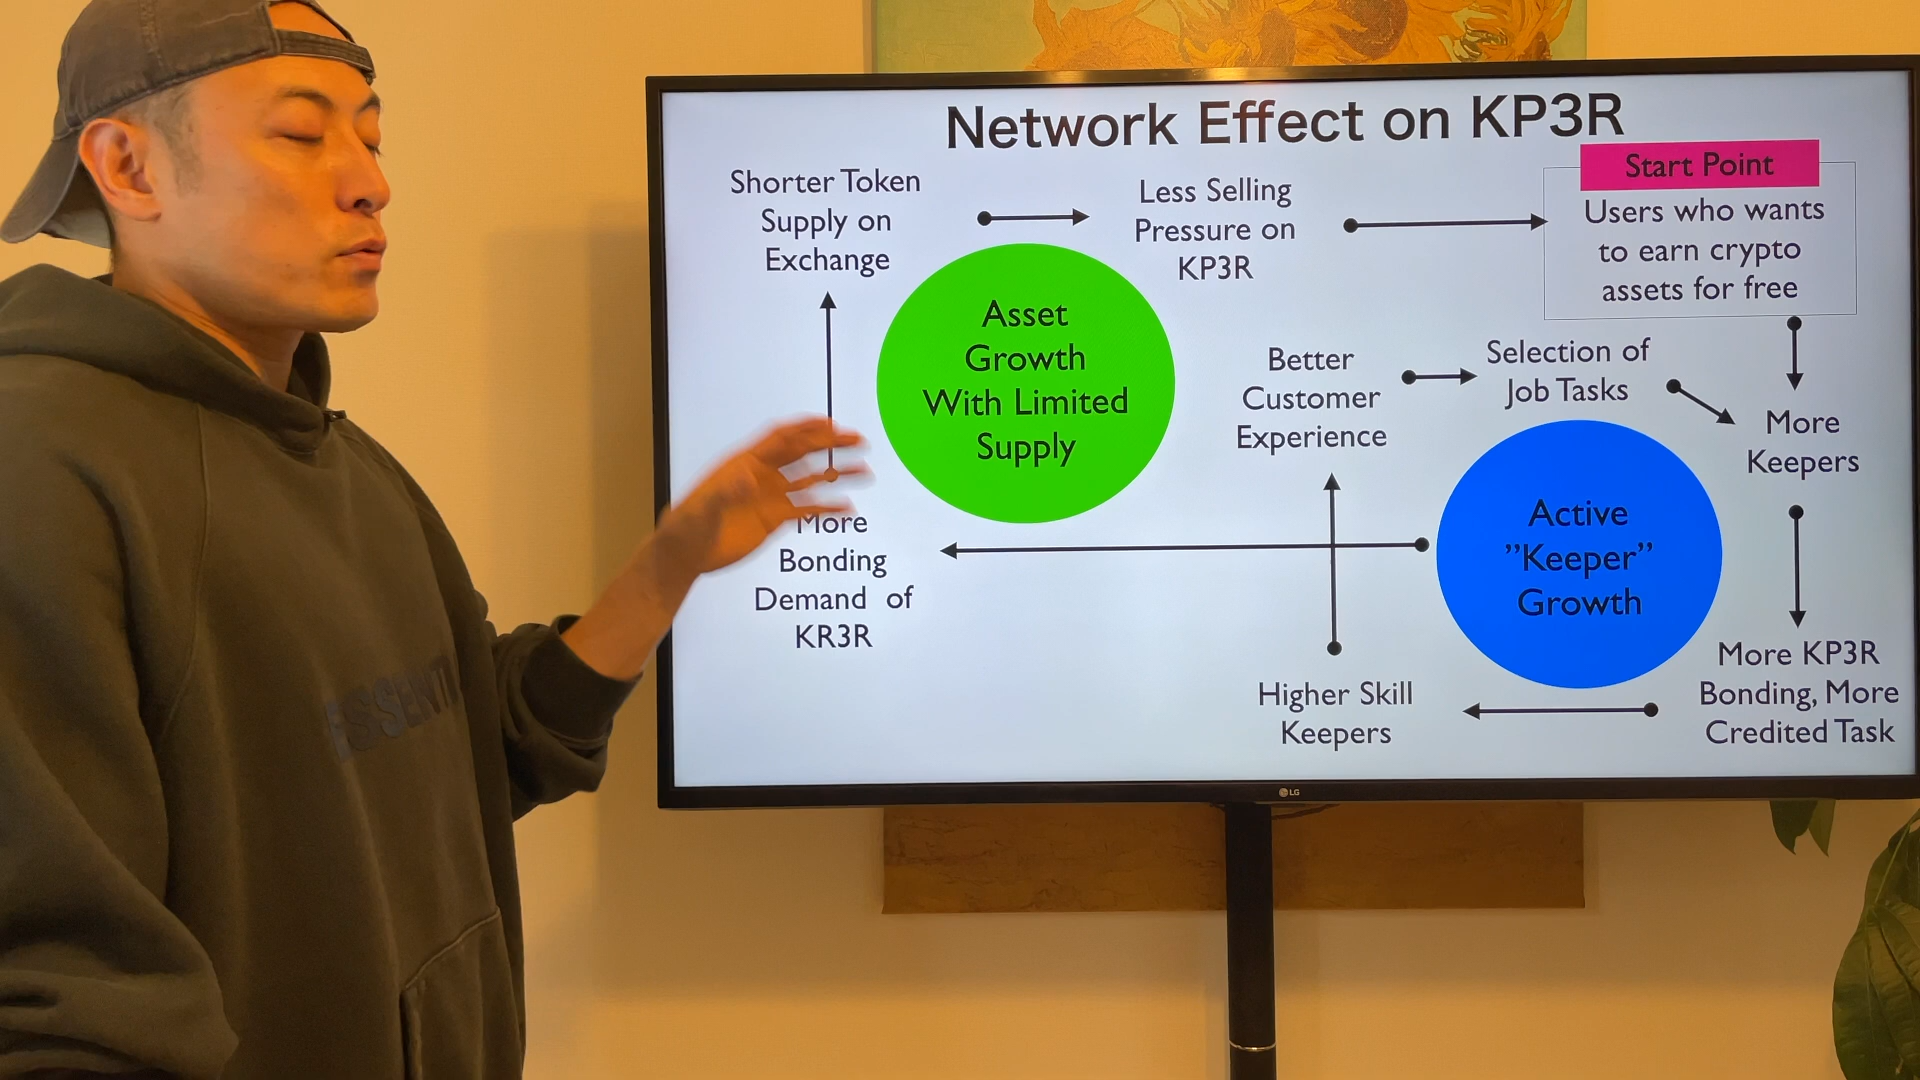 Network Effect on KP3R
Shorter Token
Supply on
Exchange
Less Selling
Pressure on
KP3R
Start Point
Users who wants
to earn crypto
assets for free
Asset
Growth
With Limited
Supply
Better
Customer
Experience
Selection of
Job Tasks
More
Keepers
Active
”Keeper”
Growth
More
Bonding
Demand of
KR3R
Higher Skill
Keepers
More KP3R
Bonding, More
Credited Task
LG